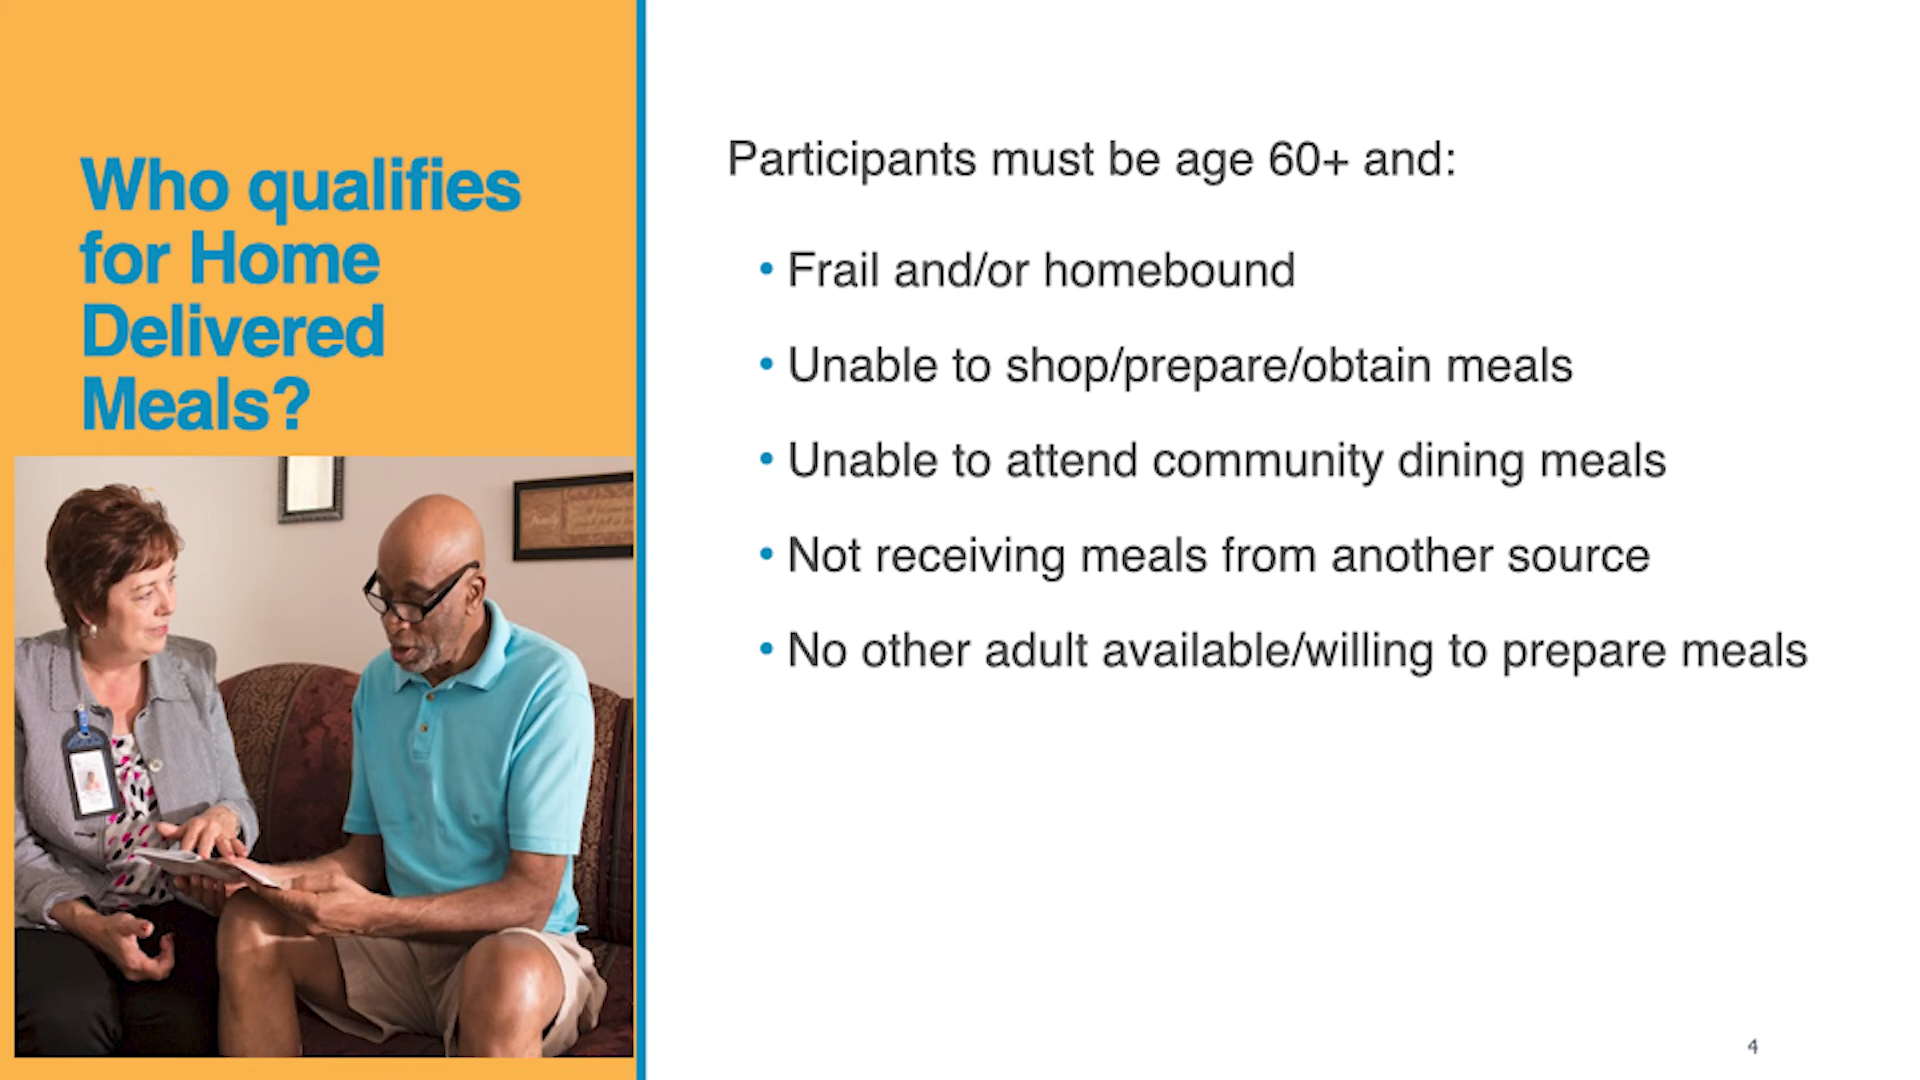 Who qualifies
for Home
Delivered
Meals?
Participants must be age 60+ and:
• Frail and/or homebound
• Unable to shop/prepare/obtain meals
• Unable to attend community dining meals
• Not receiving meals from another source
• No other adult available/willing to prepare meals
Family
4